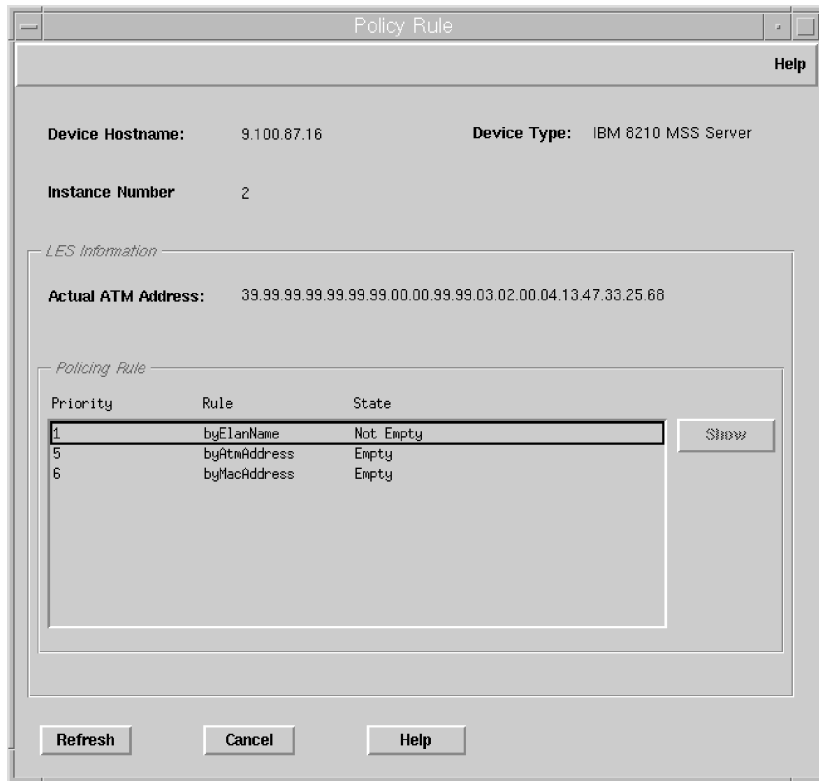 Policy Rule
Help
Device Hostname: 9.100.87.16 Device Type: IBM 8210 MSS Server
Instance Number 2
LES Information
Actual ATM Address: 39.99.99.99.99.99.99.00.00.99.99.03.02.00.04.13.47.33.25.68
Policing Rule
Priority Rule State
1 byElanName Not Empty
Show
5 byAtmAddress Empty
6 byMacAddress Empty
Refresh Cancel Help